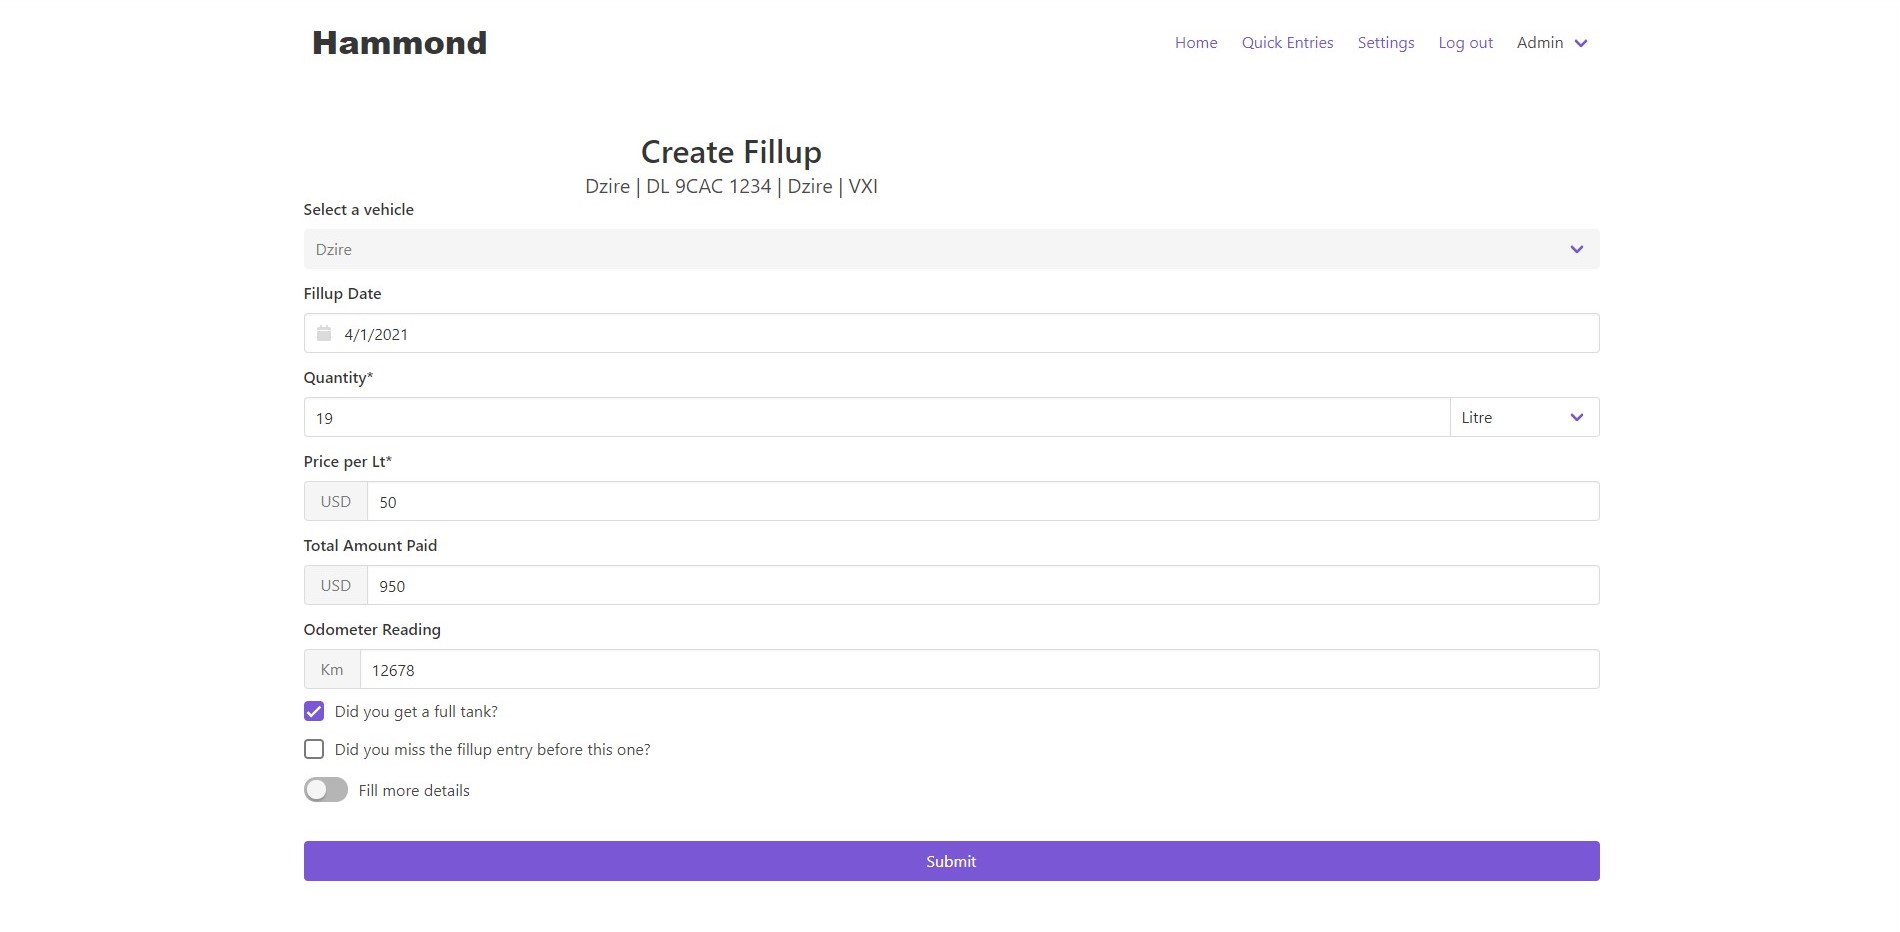 Hammond
Home Quick Entries Settings Log out Admin
Create Fillup
Dzire | DL 9CAC 1234 | Dzire | VXI
Select a vehicle
Dzire
Fillup Date
4/1/2021
Quantity*
19 Litre
Price per Lt*
USD 50
Total Amount Paid
USD 950
Odometer Reading
Km 12678
Did you get a full tank?
Did you miss the fillup entry before this one?
Fill more details
Submit